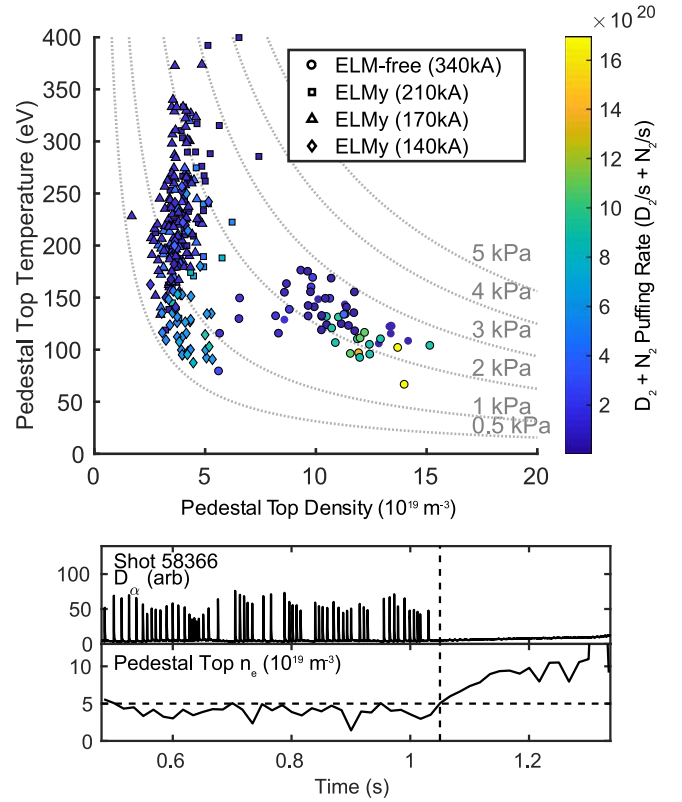 × 10 20
400
350
300
250
200
150
100
50
0
Pedestal Top Temperature (eV)
ELM-free (340kA)
ELMy (210kA)
ELMy (170kA)
ELMy (140kA)
5 kPa
4 kPa
3 kPa
2 kPa
1 kPa
0.5 kPa
0 5 10 15 20
Pedestal Top Density (10¹⁹ m⁻³)
16
14
12
10
8
6
4
2
D₂ + N₂ Puffing Rate (D₂/s + N₂/s)
100
50
0
Shot 58366
Dα (arb)
10
5
0
Pedestal Top nₑ (10¹⁹ m⁻³)
0.6 0.8 1 1.2
Time (s)